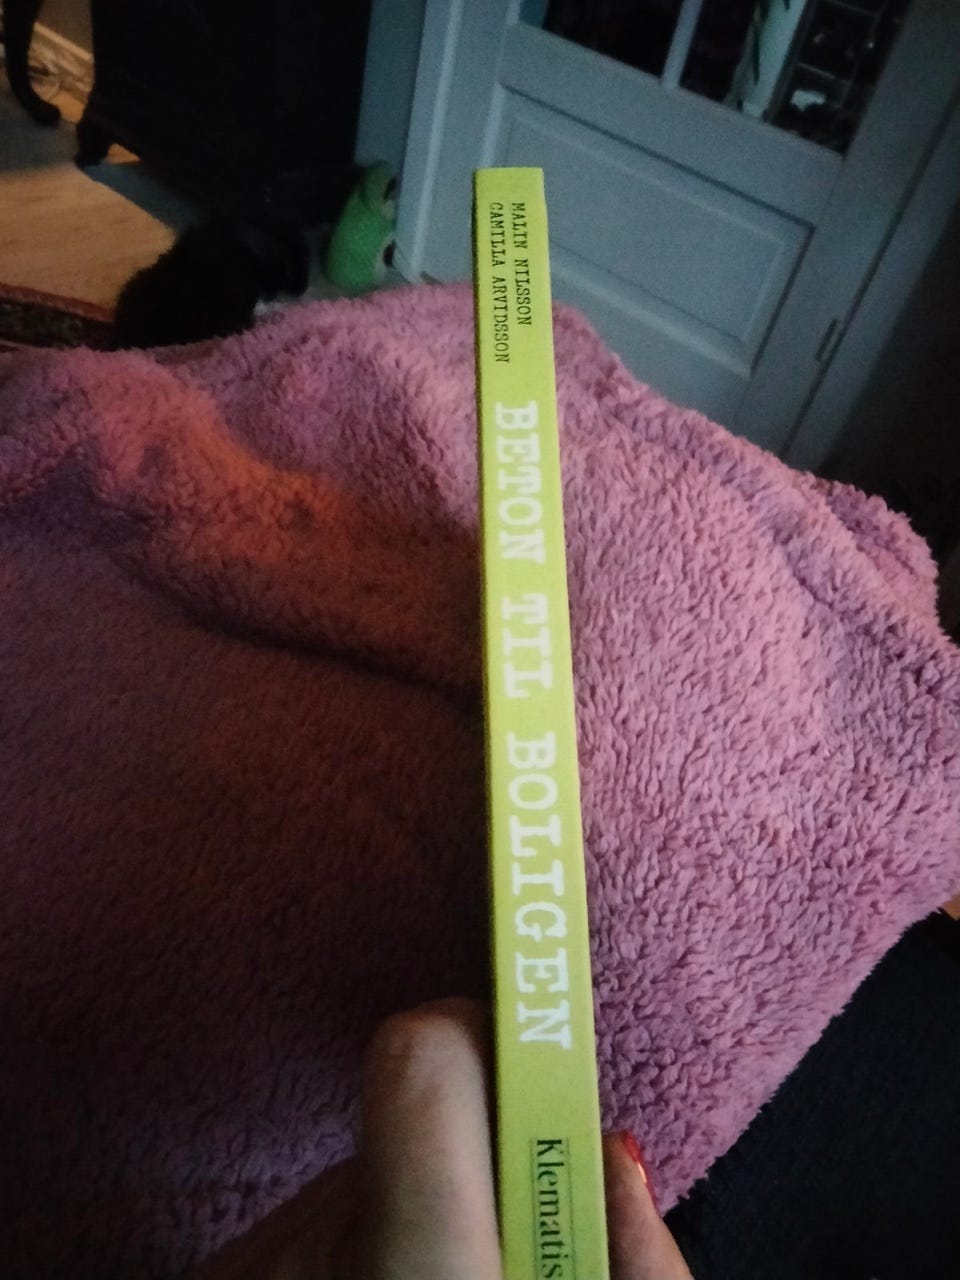 MALIN NILSSON
CAMILLA ARVIDSSON
BETON TIL BOLIGEN
Klematis